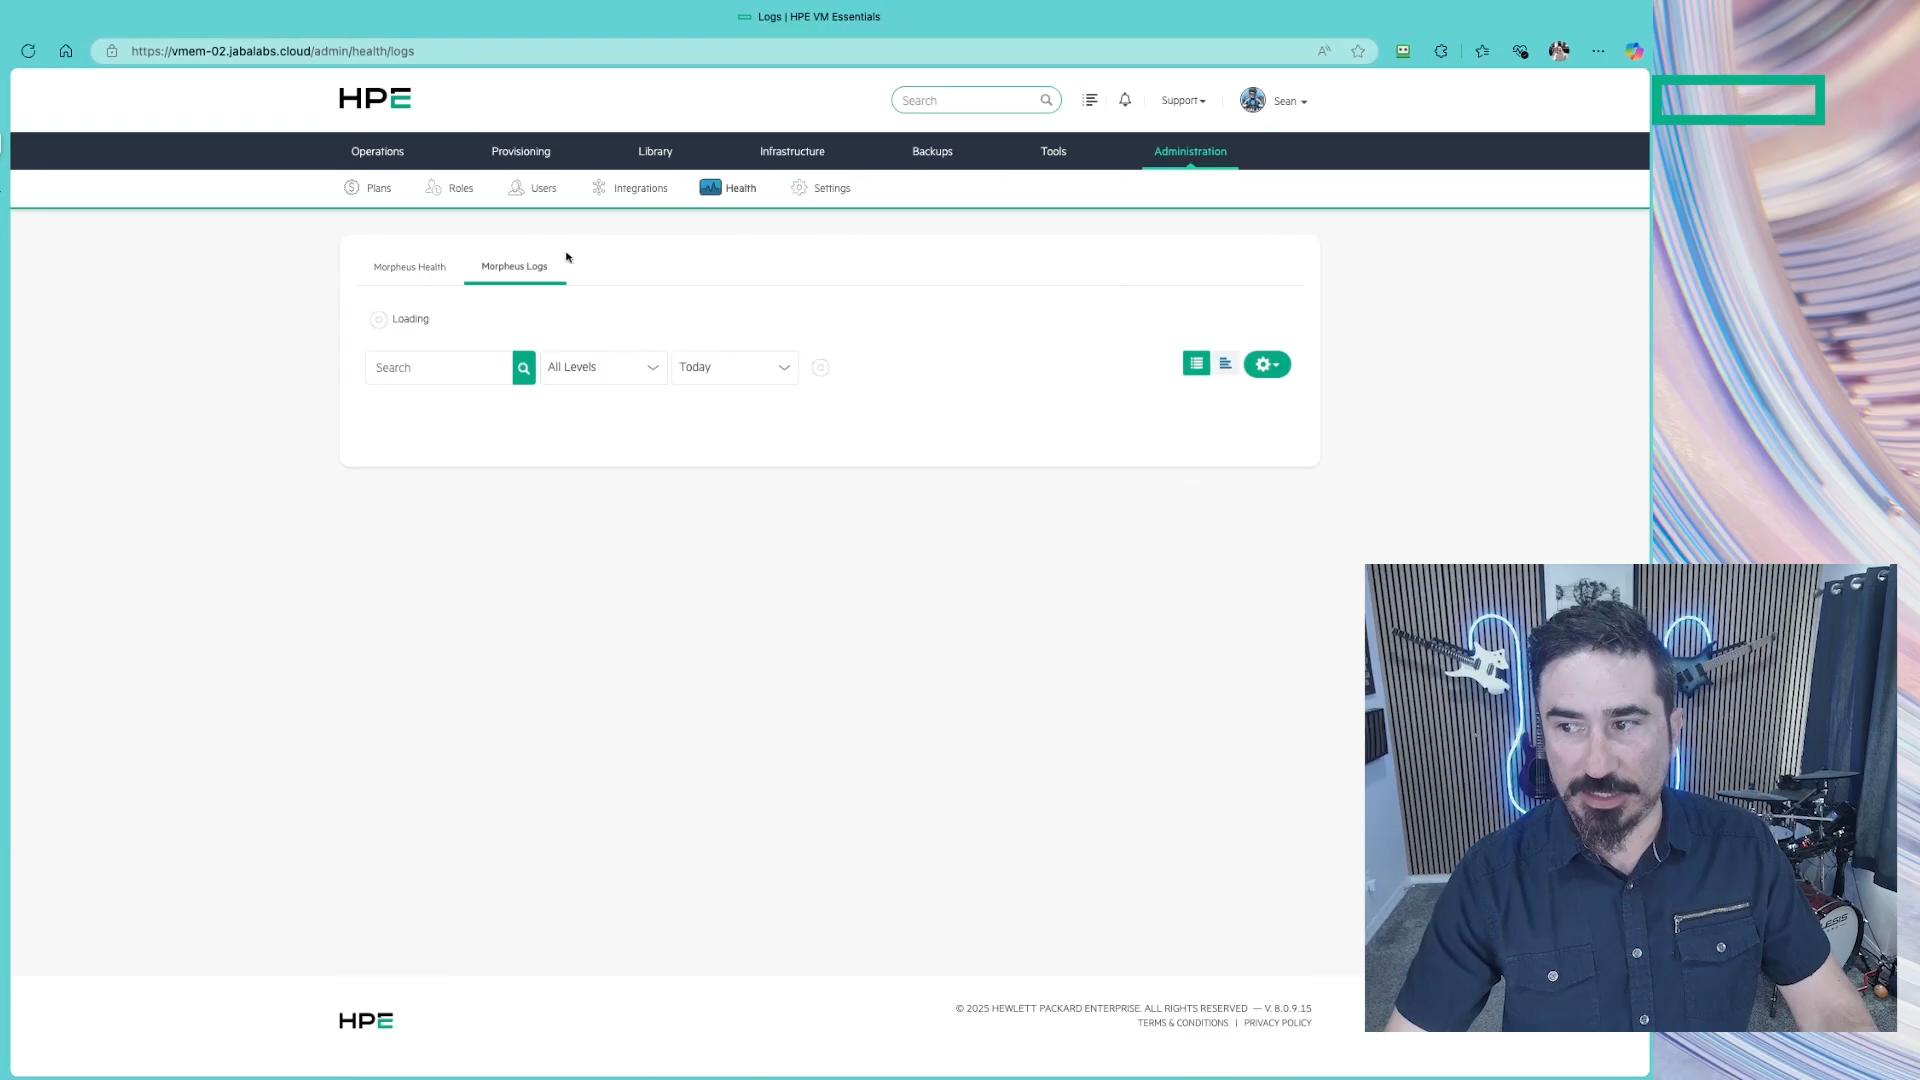 Logs | HPE VM Essentials
https://vmem-02.jabalabs.cloud/admin/health/logs
HPE
Search
Support
Sean
Operations
Provisioning
Library
Infrastructure
Backups
Tools
Administration
Plans
Roles
Users
Integrations
Health
Settings
Morpheus Health
Morpheus Logs
Loading
Search
All Levels
Today
HPE
© 2025 HEWLETT PACKARD ENTERPRISE. ALL RIGHTS RESERVED — V. 8.0.9.15
TERMS & CONDITIONS | PRIVACY POLICY